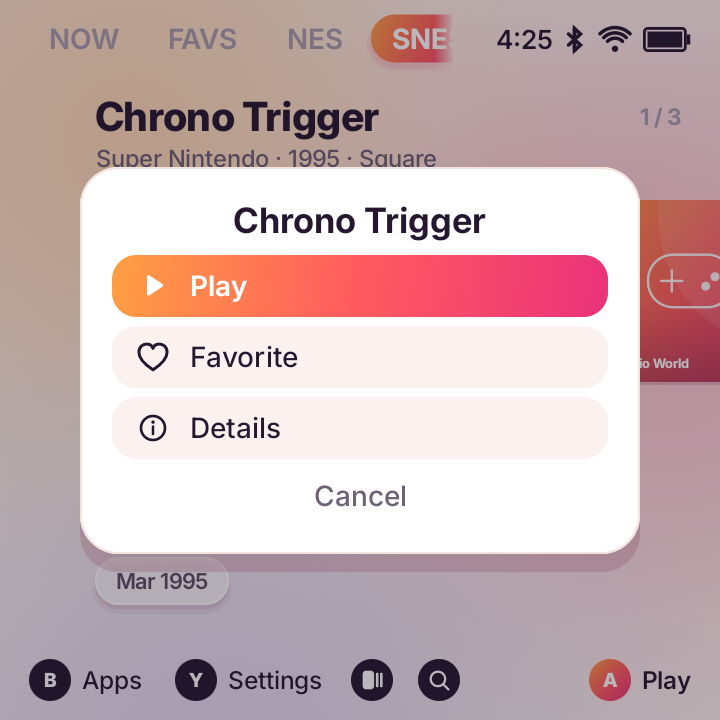 NOW FAVS NES SNES 4:25
Chrono Trigger 1/3
Super Nintendo · 1995 · Square
Chrono Trigger
Play
Favorite
io World
Details
Cancel
Mar 1995
B Apps Y Settings A Play